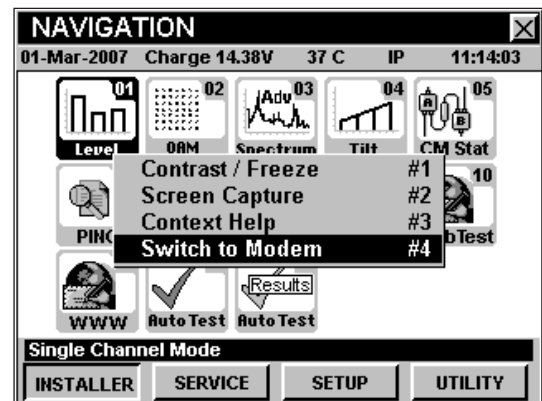 NAVIGATION
01-Mar-2007 Charge 14.38V 37 C IP 11:14:03
01 02 03 04 05
Adv
A B
Level QAM Spectrum Tilt CM Stat
Contrast / Freeze #1
Screen Capture #2
Context Help #3
Switch to Modem #4
10
PING bTest
Results
WWW Auto Test Auto Test
Single Channel Mode
INSTALLER SERVICE SETUP UTILITY